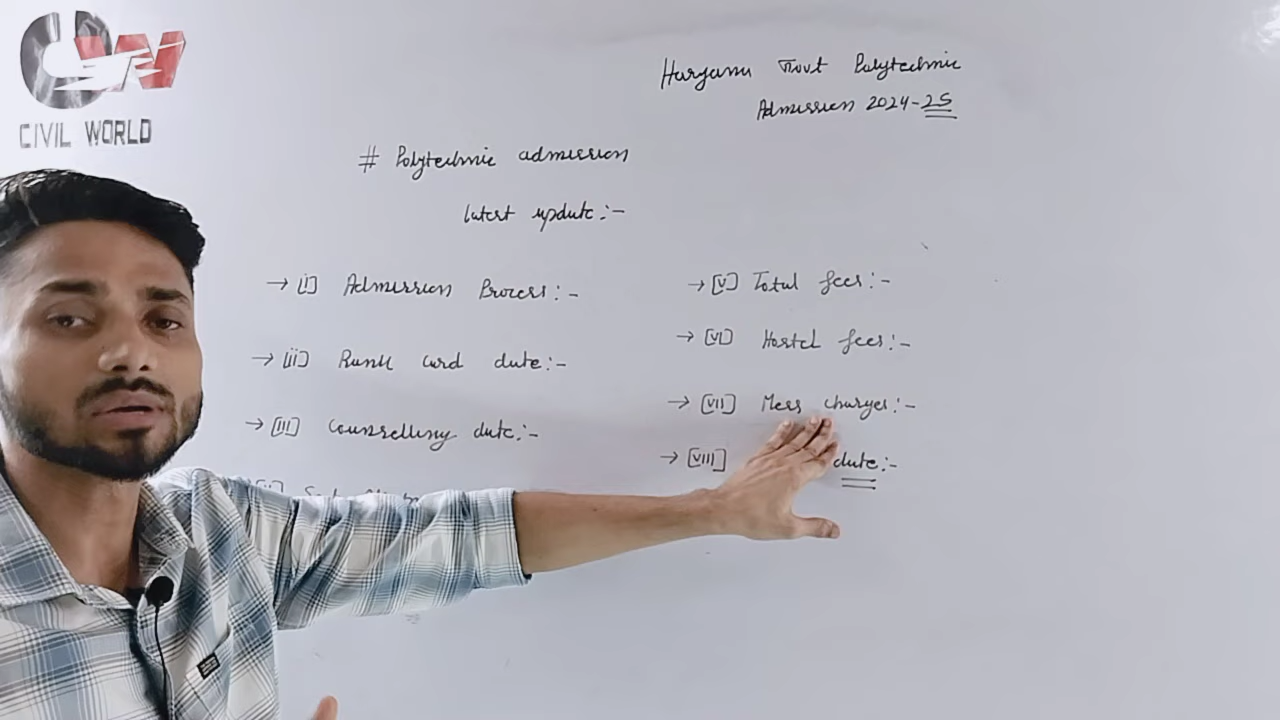 CW
CIVIL WORLD
Haryana Govt Polytechnic
Admission 2024-25
# Polytechnic admission
latest update:-
→ [i] Admission Process:-
→ [ii] Rank card date:-
→ [III] Counselling date:-
→ [V] Total fees:-
→ [VI] Hostel fees:-
→ [VII] Mess charges:-
→ [VIII] date:-